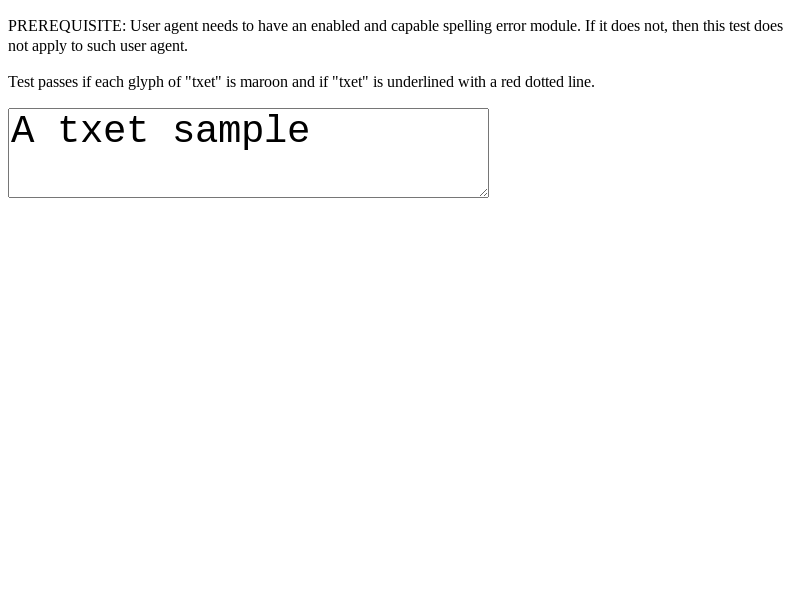 PREREQUISITE: User agent needs to have an enabled and capable spelling error module. If it does not, then this test does
not apply to such user agent.
Test passes if each glyph of "txet" is maroon and if "txet" is underlined with a red dotted line.
A txet sample